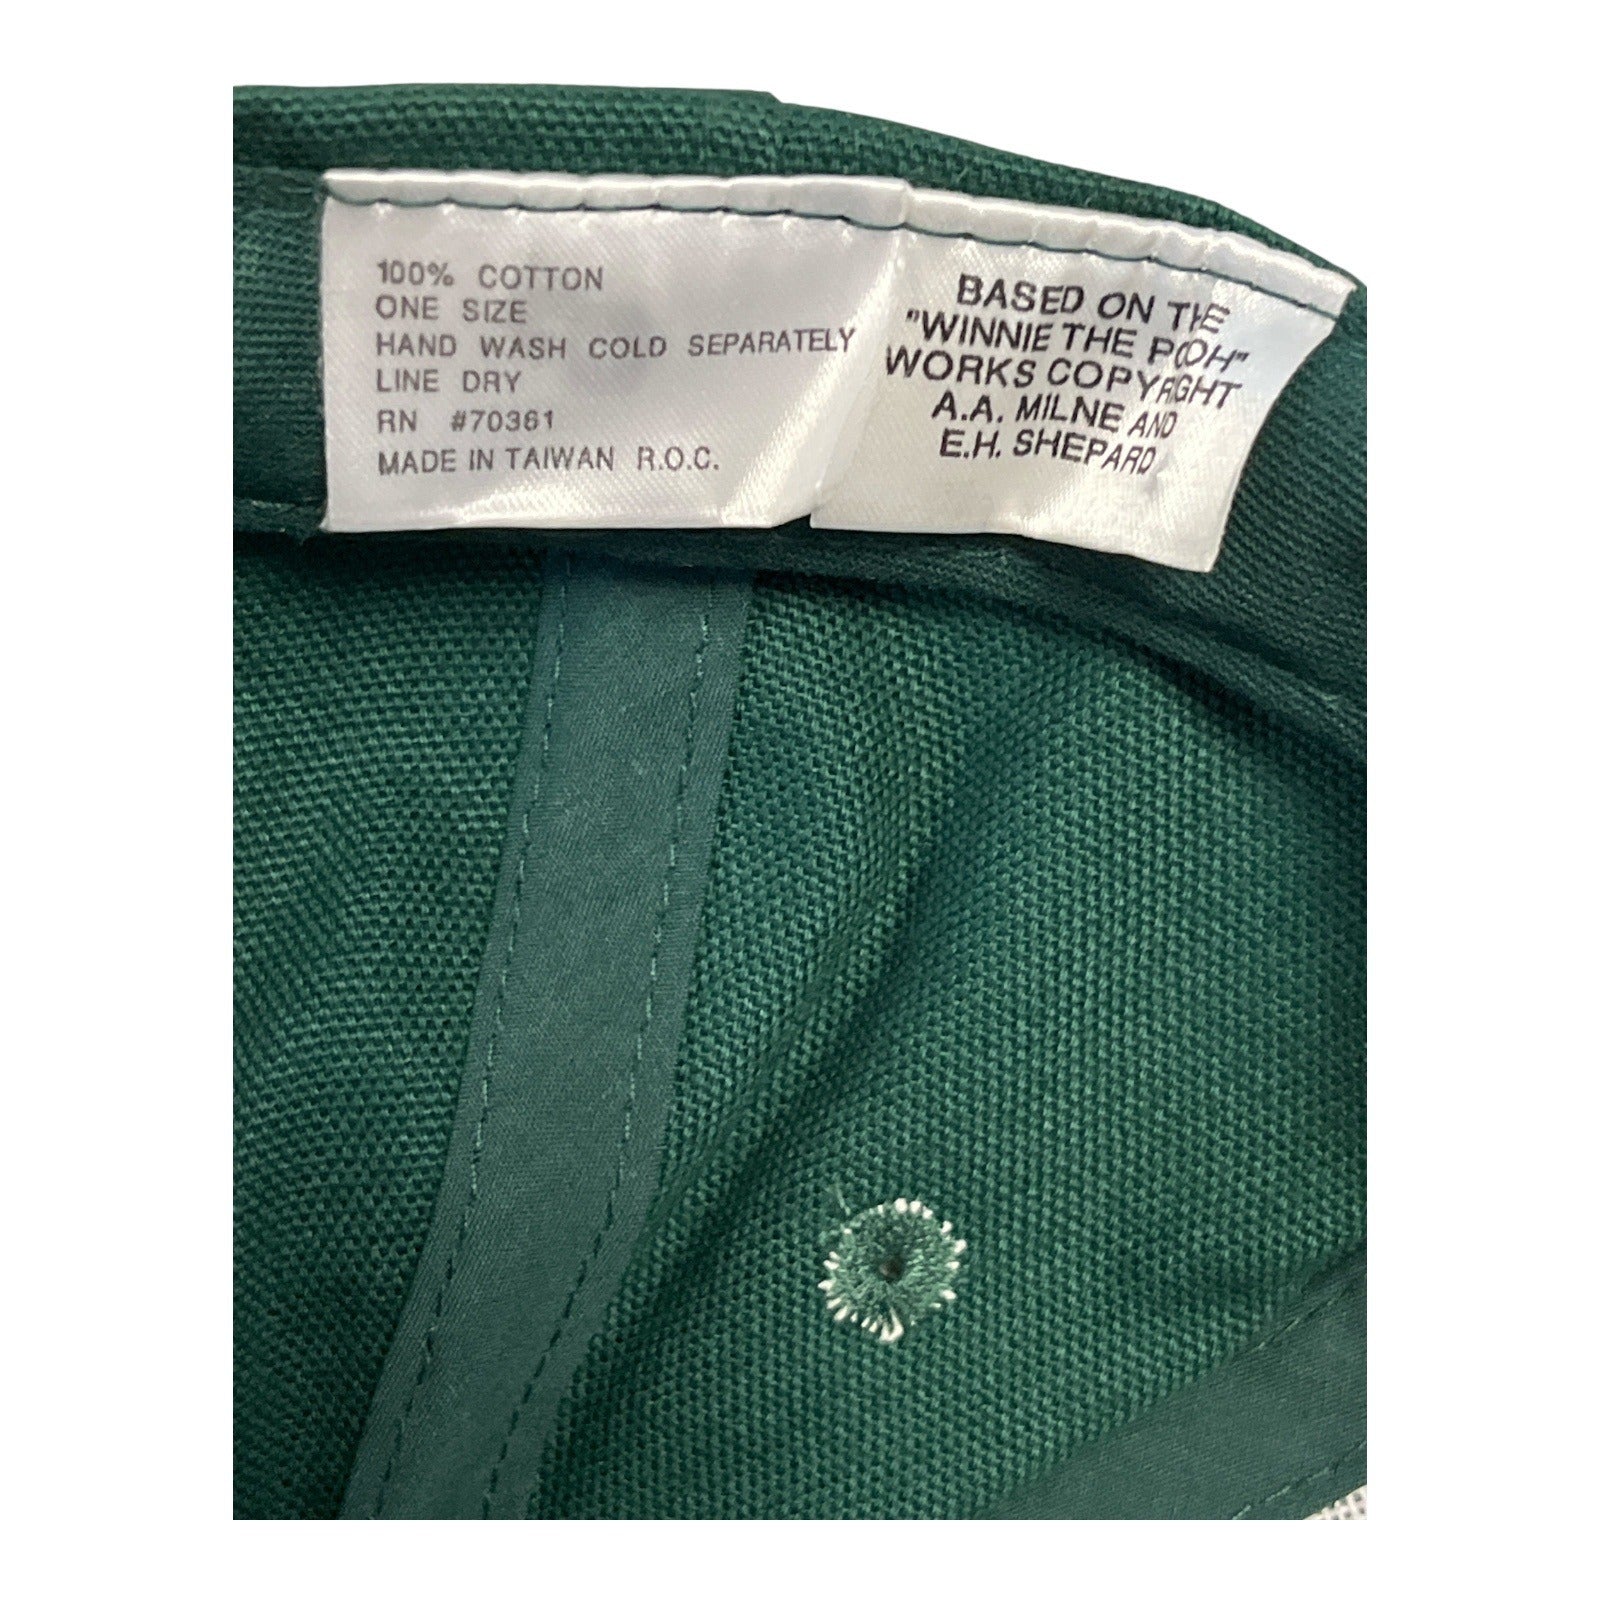 100% COTTON
ONE SIZE
HAND WASH COLD SEPARATELY
LINE DRY
RN #70361
MADE IN TAIWAN R.O.C.
BASED ON THE
"WINNIE THE POOH"
WORKS COPYRIGHT
A.A. MILNE AND
E.H. SHEPARD